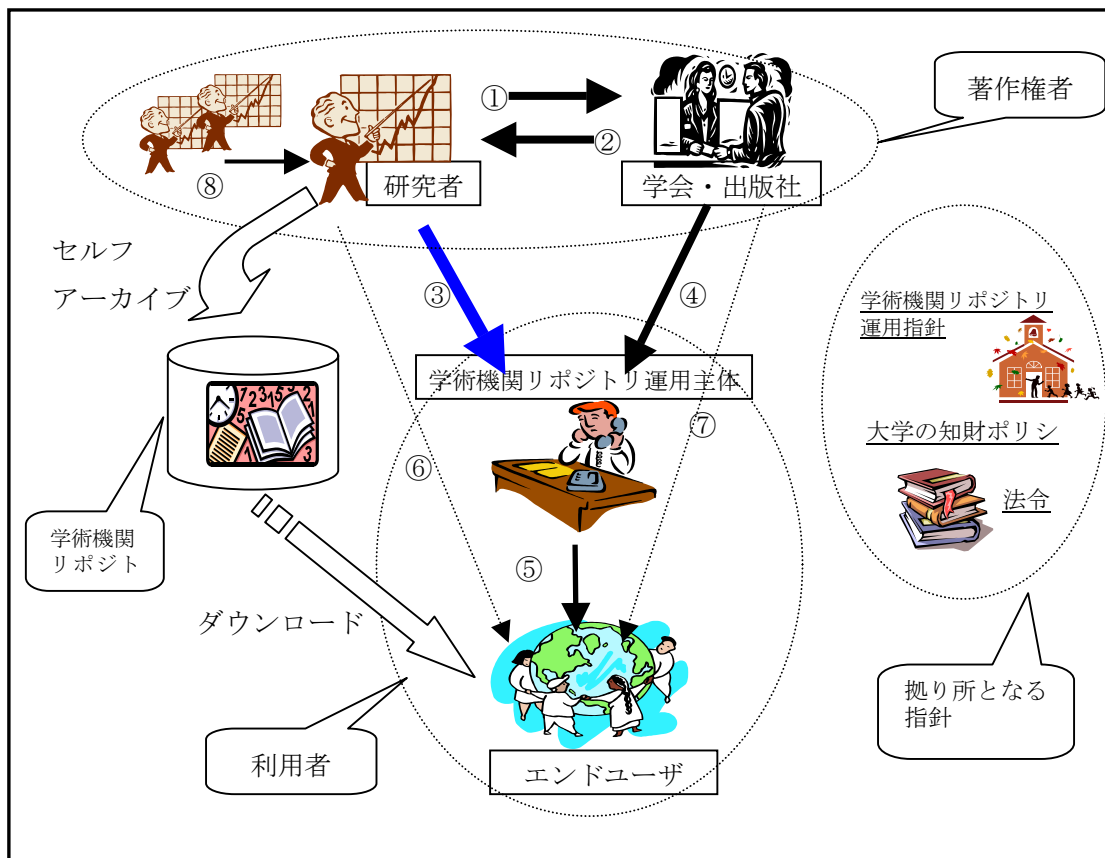 著作権者
①
②
⑧
研究者
学会・出版社
セルフ
アーカイブ
③
④
学術機関リポジトリ
運用指針
学術機関リポジトリ運用主体
⑥
⑦
大学の知財ポリシ
法令
学術機関
リポジト
⑤
ダウンロード
拠り所となる
指針
利用者
エンドユーザ